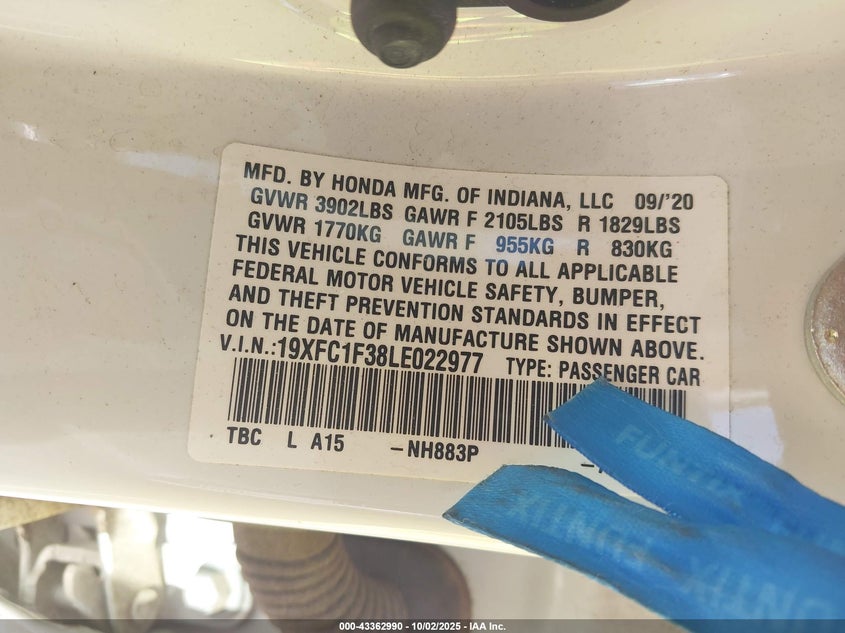 MFD. BY HONDA MFG. OF INDIANA, LLC 09/'20
GVWR 3902LBS GAWR F 2105LBS R 1829LBS
GVWR 1770KG GAWR F 955KG R 830KG
THIS VEHICLE CONFORMS TO ALL APPLICABLE
FEDERAL MOTOR VEHICLE SAFETY, BUMPER,
AND THEFT PREVENTION STANDARDS IN EFFECT
ON THE DATE OF MANUFACTURE SHOWN ABOVE.
V.I.N.:19XFC1F38LE022977 TYPE: PASSENGER CAR
TBC L A15 –NH883P
FUNTIX
FUNTIX
000-43362990 • 10/02/2025 • IAA Inc.